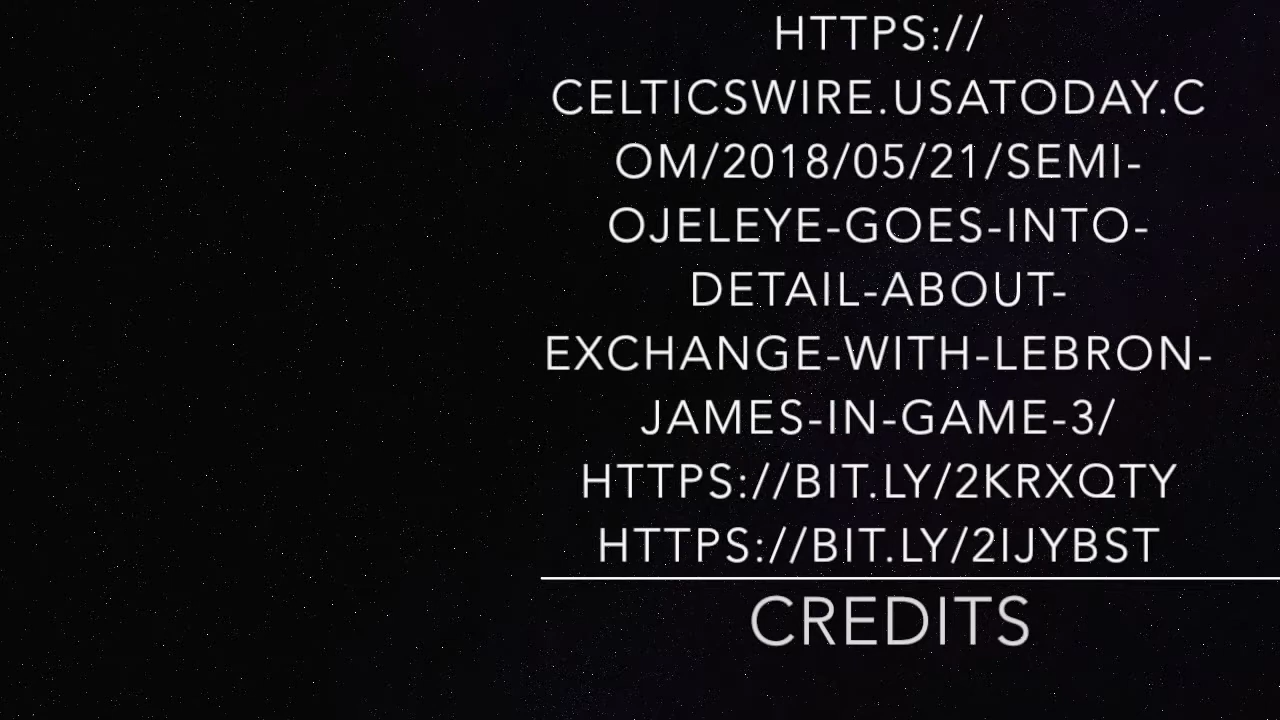 HTTPS://
CELTICSWIRE.USATODAY.C
OM/2018/05/21/SEMI-
OJELEYE-GOES-INTO-
DETAIL-ABOUT-
EXCHANGE-WITH-LEBRON-
JAMES-IN-GAME-3/
HTTPS://BIT.LY/2KRXQTY
HTTPS://BIT.LY/2IJYBST
CREDITS